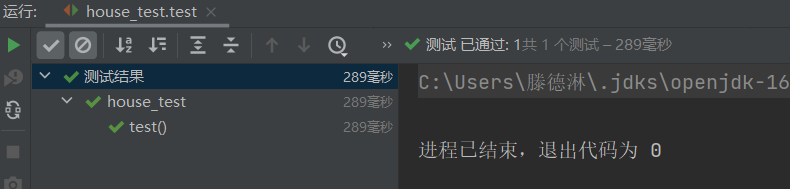 运行: house_test.test
测试 已通过: 1共 1 个测试 – 289毫秒
测试结果 289毫秒
house_test 289毫秒
test() 289毫秒
C:\Users\滕德淋\.jdks\openjdk-16
进程已结束，退出代码为 0